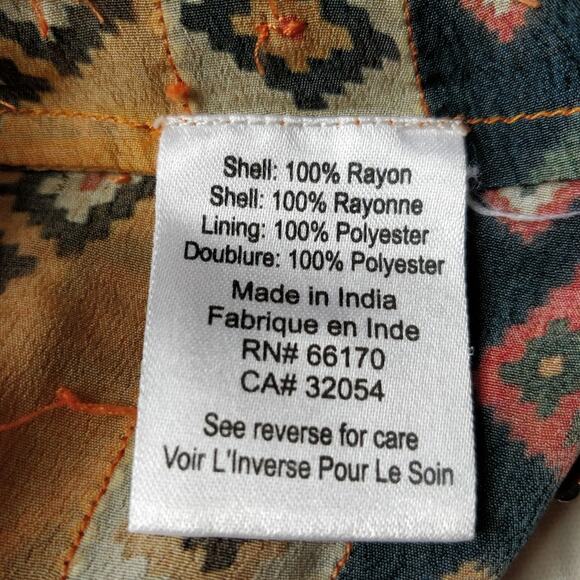 Shell: 100% Rayon
Shell: 100% Rayonne
Lining: 100% Polyester
Doublure: 100% Polyester
Made in India
Fabrique en Inde
RN# 66170
CA# 32054
See reverse for care
Voir L'Inverse Pour Le Soin